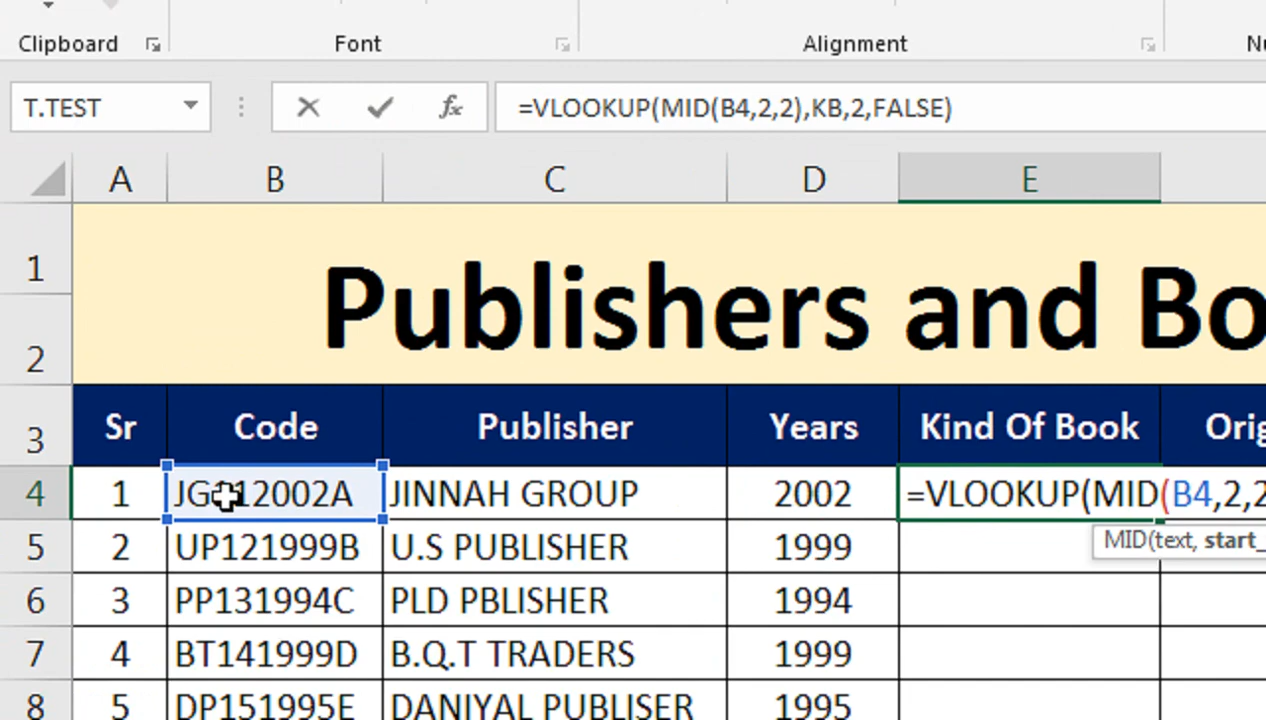 Clipboard Font Alignment
T.TEST fx =VLOOKUP(MID(B4,2,2),KB,2,FALSE)
A B C D E
1
Publishers and Bo
2
3 Sr Code Publisher Years Kind Of Book Orig
4 1 JINNAH GROUP 2002 =VLOOKUP(MID(B4,2,2
MID(text, start_
5 2 UP121999B U.S PUBLISHER 1999
6 3 PP131994C PLD PBLISHER 1994
7 4 BT141999D B.Q.T TRADERS 1999
8 5 DP151995E DANIYAL PUBLISER 1995